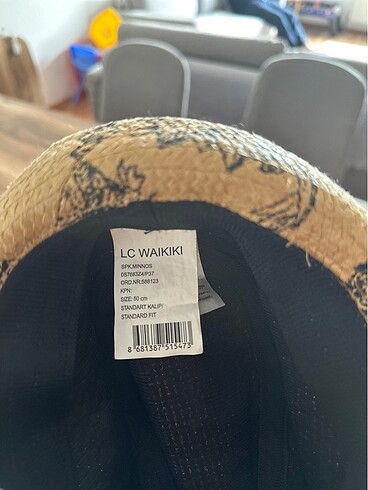 LC WAIKIKI
SPK,MINNOS
0S7683Z4/P37
ORD.NR:588123
KPN:
SIZE: 50 cm
STANDART KALIP/
STANDARD FIT
8 681387 515473